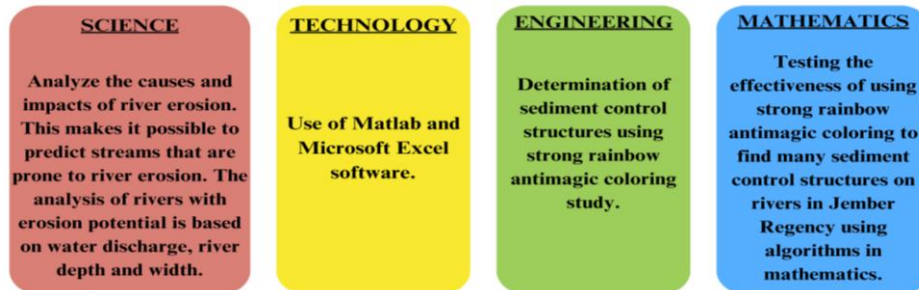 SCIENCE
Analyze the causes and
impacts of river erosion.
This makes it possible to
predict streams that are
prone to river erosion. The
analysis of rivers with
erosion potential is based
on water discharge, river
depth and width.
TECHNOLOGY
Use of Matlab and
Microsoft Excel
software.
ENGINEERING
Determination of
sediment control
structures using
strong rainbow
antimagic coloring
study.
MATHEMATICS
Testing the
effectiveness of using
strong rainbow
antimagic coloring to
find many sediment
control structures on
rivers in Jember
Regency using
algorithms in
mathematics.